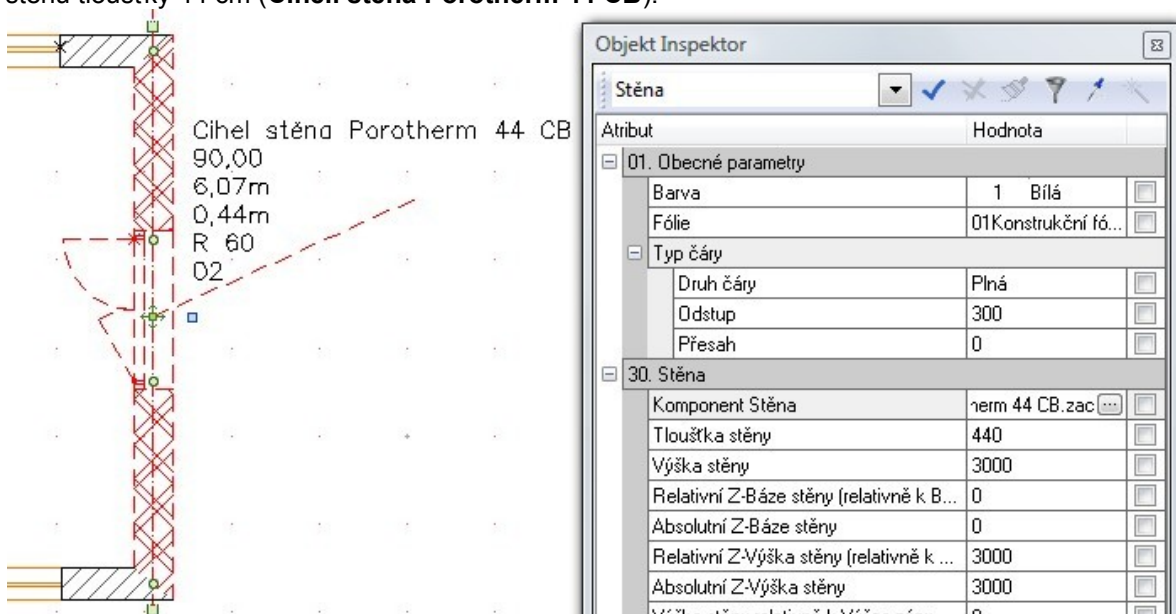 stěnu tloušťky 44 cm (Cihell stěna Porotherm 44 CB).
Cihel stěna Porotherm 44 CB
90,00
6,07m
0,44m
R 60
02
Objekt Inspektor
Stěna
Atribut Hodnota
01. Obecné parametry
Barva 1 Bílá
Fólie 01Konstrukční fó...
Typ čáry
Druh čáry Plná
Odstup 300
Přesah 0
30. Stěna
Komponent Stěna herm 44 CB.zac ...
Tloušťka stěny 440
Výška stěny 3000
Relativní Z-Báze stěny (relativně k B... 0
Absolutní Z-Báze stěny 0
Relativní Z-Výška stěny (relativně k ... 3000
Absolutní Z-Výška stěny 3000